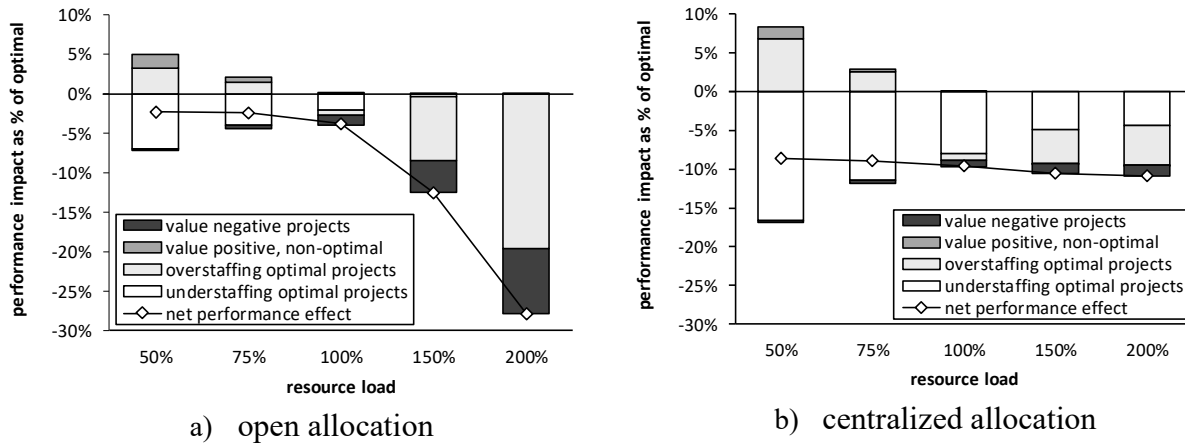 performance impact as % of optimal
10%
5%
0%
-5%
-10%
-15%
-20%
-25%
-30%
value negative projects
value positive, non-optimal
overstaffing optimal projects
understaffing optimal projects
net performance effect
50% 75% 100% 150% 200%
resource load
a) open allocation
performance impact as % of optimal
10%
5%
0%
-5%
-10%
-15%
-20%
-25%
-30%
value negative projects
value positive, non-optimal
overstaffing optimal projects
understaffing optimal projects
net performance effect
50% 75% 100% 150% 200%
resource load
b) centralized allocation